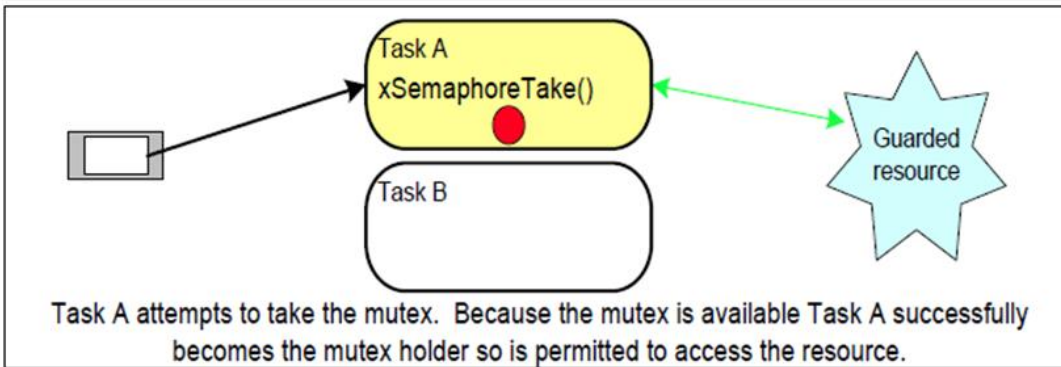 Task A
xSemaphoreTake()
Guarded
resource
Task B
Task A attempts to take the mutex.  Because the mutex is available Task A successfully
becomes the mutex holder so is permitted to access the resource.